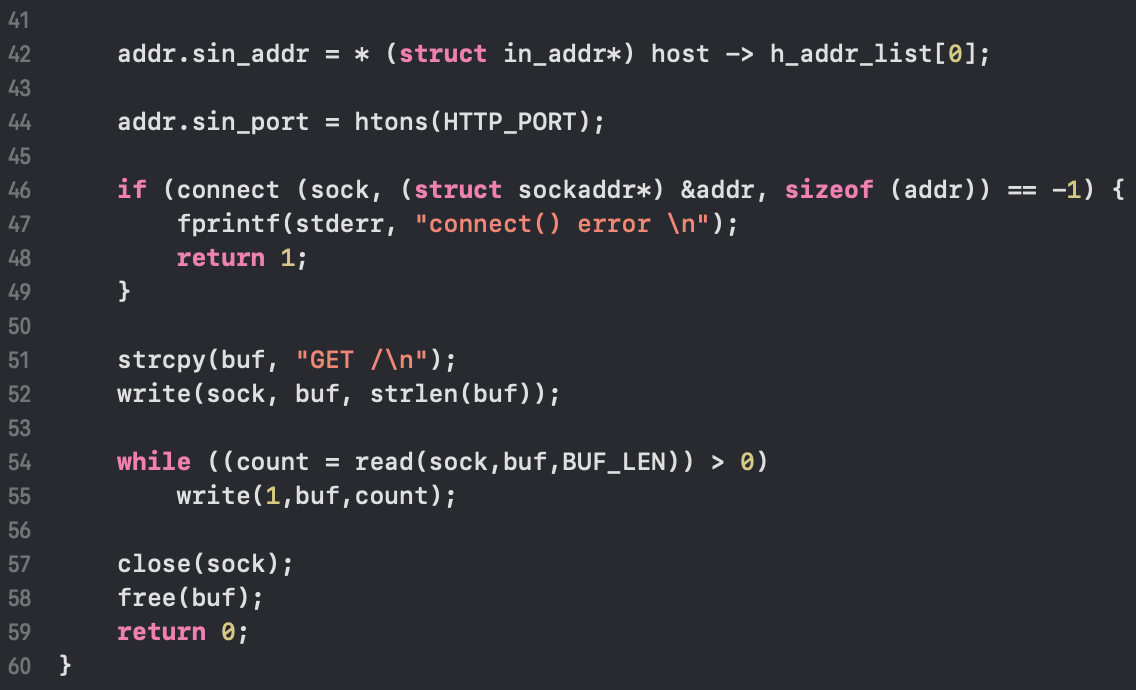 41
42 addr.sin_addr = * (struct in_addr*) host -> h_addr_list[0];
43
44 addr.sin_port = htons(HTTP_PORT);
45
46 if (connect (sock, (struct sockaddr*) &addr, sizeof (addr)) == -1) {
47 fprintf(stderr, "connect() error \n");
48 return 1;
49 }
50
51 strcpy(buf, "GET /\n");
52 write(sock, buf, strlen(buf));
53
54 while ((count = read(sock,buf,BUF_LEN)) > 0)
55 write(1,buf,count);
56
57 close(sock);
58 free(buf);
59 return 0;
60 }